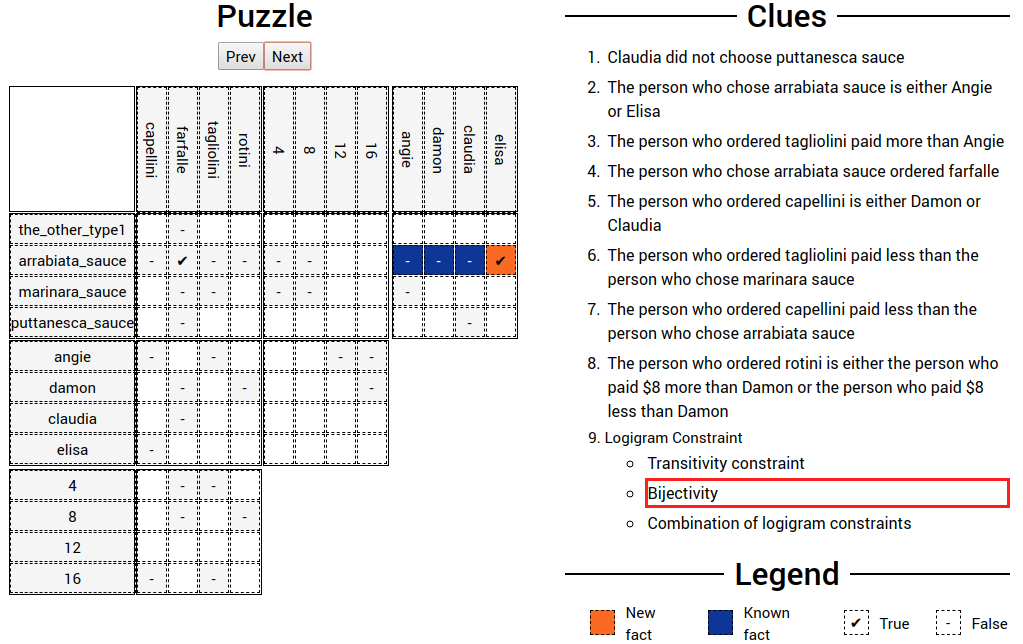 Puzzle
Prev Next
capellini farfalle tagliolini rotini 4 8 12 16 angie damon claudia elisa
the_other_type1 -
arrabiata_sauce - ✔ - - - - - - - ✔
marinara_sauce - - - - -
puttanesca_sauce - -
angie - - - -
damon - - -
claudia -
elisa -
4 - -
8 - -
12
16 - -
Clues
1. Claudia did not choose puttanesca sauce
2. The person who chose arrabiata sauce is either Angie
or Elisa
3. The person who ordered tagliolini paid more than Angie
4. The person who chose arrabiata sauce ordered farfalle
5. The person who ordered capellini is either Damon or
Claudia
6. The person who ordered tagliolini paid less than the
person who chose marinara sauce
7. The person who ordered capellini paid less than the
person who chose arrabiata sauce
8. The person who ordered rotini is either the person who
paid $8 more than Damon or the person who paid $8
less than Damon
9. Logigram Constraint
Transitivity constraint
Bijectivity
Combination of logigram constraints
Legend
New
fact
Known
fact
✔ True
- False